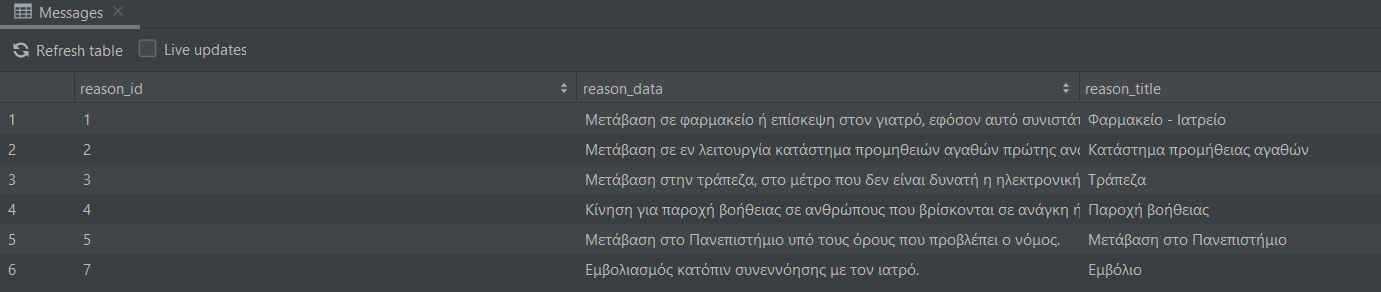 Messages
Refresh table Live updates
reason_id reason_data reason_title
1 1 Μετάβαση σε φαρμακείο ή επίσκεψη στον γιατρό, εφόσον αυτό συνιστάτ Φαρμακείο - Ιατρείο
2 2 Μετάβαση σε εν λειτουργία κατάστημα προμηθειών αγαθών πρώτης ανα Κατάστημα προμήθειας αγαθών
3 3 Μετάβαση στην τράπεζα, στο μέτρο που δεν είναι δυνατή η ηλεκτρονική Τράπεζα
4 4 Κίνηση για παροχή βοήθειας σε ανθρώπους που βρίσκονται σε ανάγκη ή Παροχή βοήθειας
5 5 Μετάβαση στο Πανεπιστήμιο υπό τους όρους που προβλέπει ο νόμος. Μετάβαση στο Πανεπιστήμιο
6 7 Εμβολιασμός κατόπιν συνεννόησης με τον ιατρό. Εμβόλιο